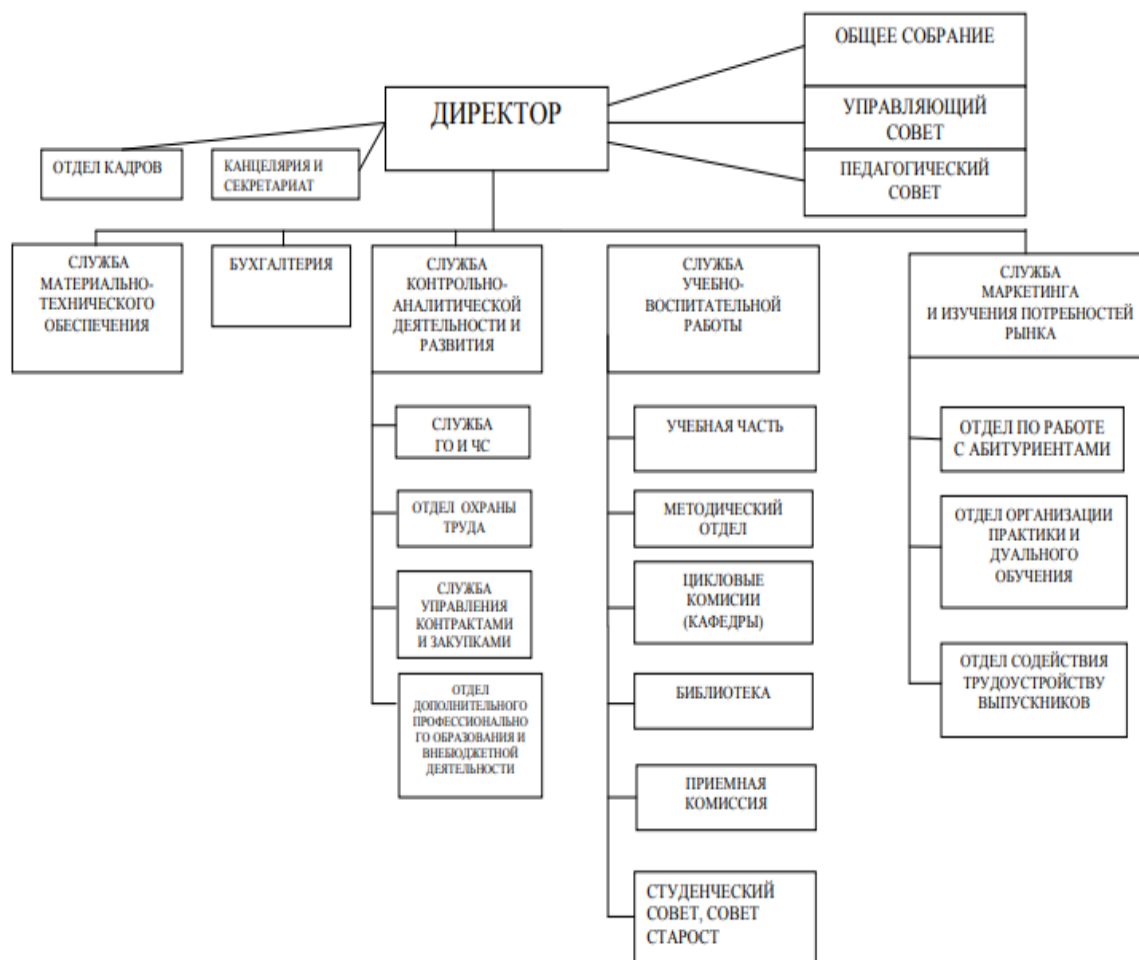 ОБЩЕЕ СОБРАНИЕ
ДИРЕКТОР
УПРАВЛЯЮЩИЙ
СОВЕТ
ОТДЕЛ КАДРОВ
КАНЦЕЛЯРИЯ И
СЕКРЕТАРИАТ
ПЕДАГОГИЧЕСКИЙ
СОВЕТ
СЛУЖБА
МАТЕРИАЛЬНО-
ТЕХНИЧЕСКОГО
ОБЕСПЕЧЕНИЯ
БУХГАЛТЕРИЯ
СЛУЖБА
КОНТРОЛЬНО-
АНАЛИТИЧЕСКОЙ
ДЕЯТЕЛЬНОСТИ И
РАЗВИТИЯ
СЛУЖБА
УЧЕБНО-
ВОСПИТАТЕЛЬНОЙ
РАБОТЫ
СЛУЖБА
МАРКЕТИНГА
И ИЗУЧЕНИЯ ПОТРЕБНОСТЕЙ
РЫНКА
СЛУЖБА
ГО И ЧС
ОТДЕЛ ОХРАНЫ
ТРУДА
СЛУЖБА
УПРАВЛЕНИЯ
КОНТРАКТАМИ
И ЗАКУПКАМИ
ОТДЕЛ
ДОПОЛНИТЕЛЬНОГО
ПРОФЕССИОНАЛЬНО
ГО ОБРАЗОВАНИЯ И
ВНЕБЮДЖЕТНОЙ
ДЕЯТЕЛЬНОСТИ
УЧЕБНАЯ ЧАСТЬ
МЕТОДИЧЕСКИЙ
ОТДЕЛ
ЦИКЛОВЫЕ
КОМИСИИ
(КАФЕДРЫ)
БИБЛИОТЕКА
ПРИЕМНАЯ
КОМИССИЯ
СТУДЕНЧЕСКИЙ
СОВЕТ, СОВЕТ
СТАРОСТ
ОТДЕЛ ПО РАБОТЕ
С АБИТУРИЕНТАМИ
ОТДЕЛ ОРГАНИЗАЦИИ
ПРАКТИКИ И
ДУАЛЬНОГО
ОБУЧЕНИЯ
ОТДЕЛ СОДЕЙСТВИЯ
ТРУДОУСТРОЙСТВУ
ВЫПУСКНИКОВ